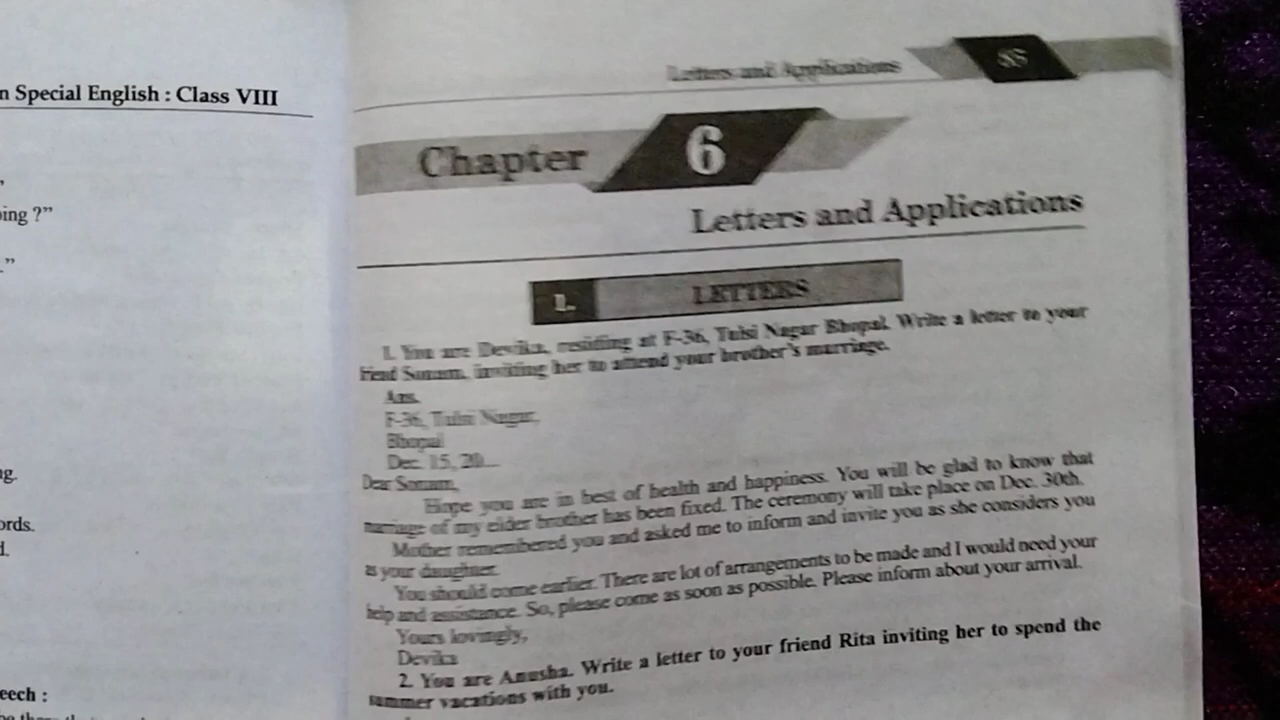 n Special English : Class VIII
ing ?”
.”
ords.
eech :
Letters and Applications 85
Chapter 6
Letters and Applications
1. LETTERS
1. You are Devika, residing at F-36, Tulsi Nagar Bhopal. Write a letter to your
riend Sonam, inviting her to attend your brother's marriage.
Ans.
F-36, Tulsi Nagar,
Bhopal
Dec. 15, 20....
Dear Sonam,
Hope you are in best of health and happiness. You will be glad to know that
marriage of my elder brother has been fixed. The ceremony will take place on Dec. 30th.
Mother remembered you and asked me to inform and invite you as she considers you
as your daughter.
You should come earlier. There are lot of arrangements to be made and I would need your
help and assistance. So, please come as soon as possible. Please inform about your arrival.
Yours lovingly,
Devika
2. You are Anusha. Write a letter to your friend Rita inviting her to spend the
summer vacations with you.